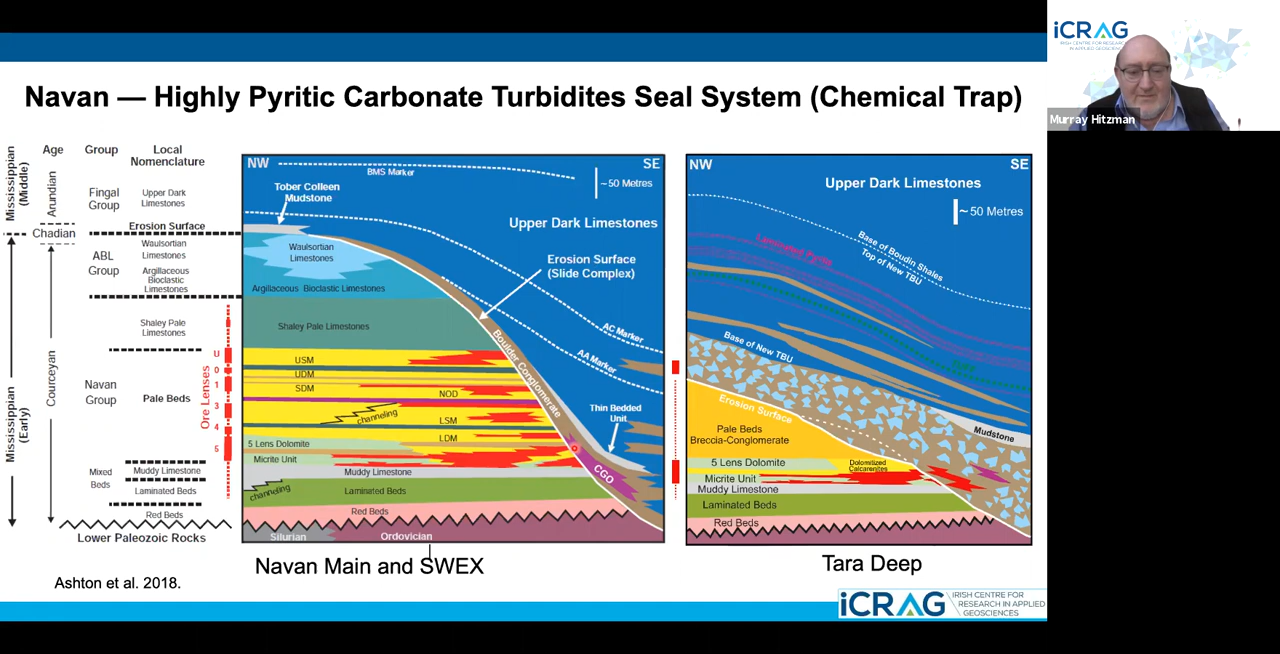 iCRAG
IRISH CENTRE FOR RESEARCH
IN APPLIED GEOSCIENCES
Murray Hitzman
Navan — Highly Pyritic Carbonate Turbidites Seal System (Chemical Trap)
Mississippian
(Middle)
Mississippian
(Early)
Age
Arundian
Chadian
Courceyan
Group
Fingal
Group
ABL
Group
Navan
Group
Mixed
Beds
Local
Nomenclature
Upper Dark
Limestones
Erosion Surface
Waulsortian
Limestones
Argillaceous
Bioclastic
Limestones
Shaley Pale
Limestones
Pale Beds
Muddy Limestone
Laminated Beds
Red Beds
Lower Paleozoic Rocks
Ore Lenses
U
0
1
3
4
5
NW
SE
BMS Marker
~50 Metres
Tober Colleen
Mudstone
Upper Dark Limestones
Waulsortian
Limestones
Erosion Surface
(Slide Complex)
Argillaceous Bioclastic Limestones
Shaley Pale Limestones
AC Marker
AA Marker
Boulder Conglomerate
USM
UDM
SDM
NOD
channeling
LSM
LDM
Thin Bedded
Unit
5 Lens Dolomite
Micrite Unit
Muddy Limestone
CGO
channeling
Laminated Beds
Red Beds
Silurian
Ordovician
Navan Main and SWEX
NW
SE
Upper Dark Limestones
~50 Metres
Laminated Pyrite
Base of Boudin Shales
Top of New TBU
Base of New TBU
Erosion Surface
Pale Beds
Breccia-Conglomerate
Mudstone
5 Lens Dolomite
Dolomitized
Calcarenites
Micrite Unit
Muddy Limestone
Laminated Beds
Red Beds
Tara Deep
Ashton et al. 2018.
iCRAG
IRISH CENTRE FOR
RESEARCH IN APPLIED
GEOSCIENCES